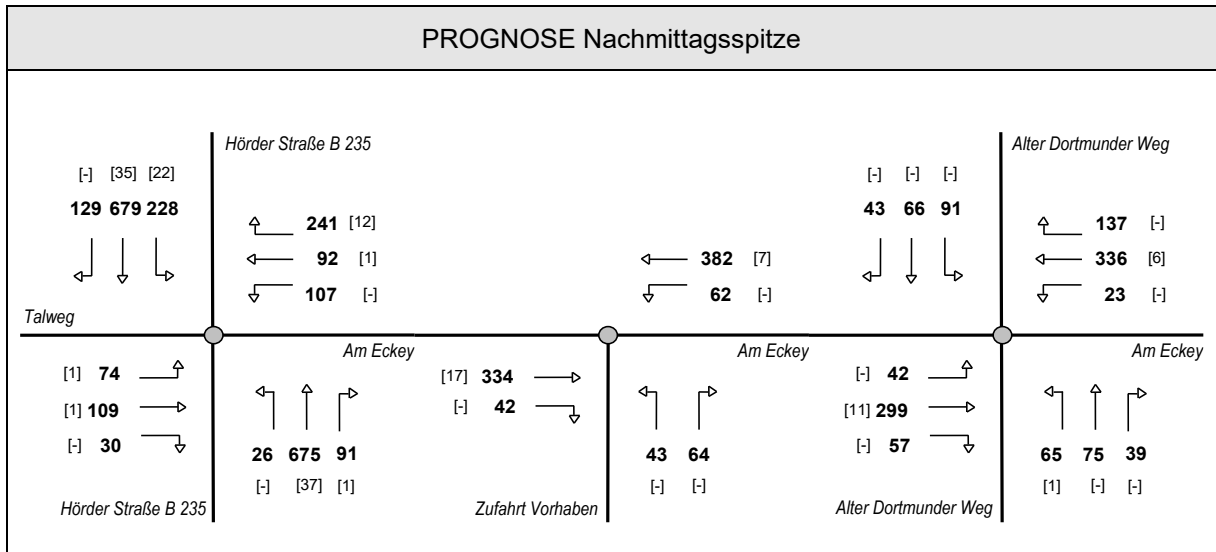 PROGNOSE Nachmittagsspitze
Hörder Straße B 235
Alter Dortmunder Weg
[-] [35] [22]
129 679 228
241 [12]
92 [1]
107 [-]
382 [7]
62 [-]
[-] [-] [-]
43 66 91
137 [-]
336 [6]
23 [-]
Talweg
Am Eckey
Am Eckey
Am Eckey
[1] 74
[1] 109
[-] 30
26 675 91
[-] [37] [1]
[17] 334
[-] 42
43 64
[-] [-]
[-] 42
[11] 299
[-] 57
65 75 39
[1] [-] [-]
Hörder Straße B 235
Zufahrt Vorhaben
Alter Dortmunder Weg